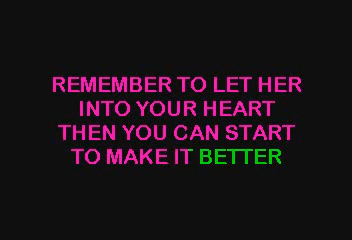 REMEMBER TO LET HER
INTO YOUR HEART
THEN YOU CAN START
TO MAKE IT BETTER